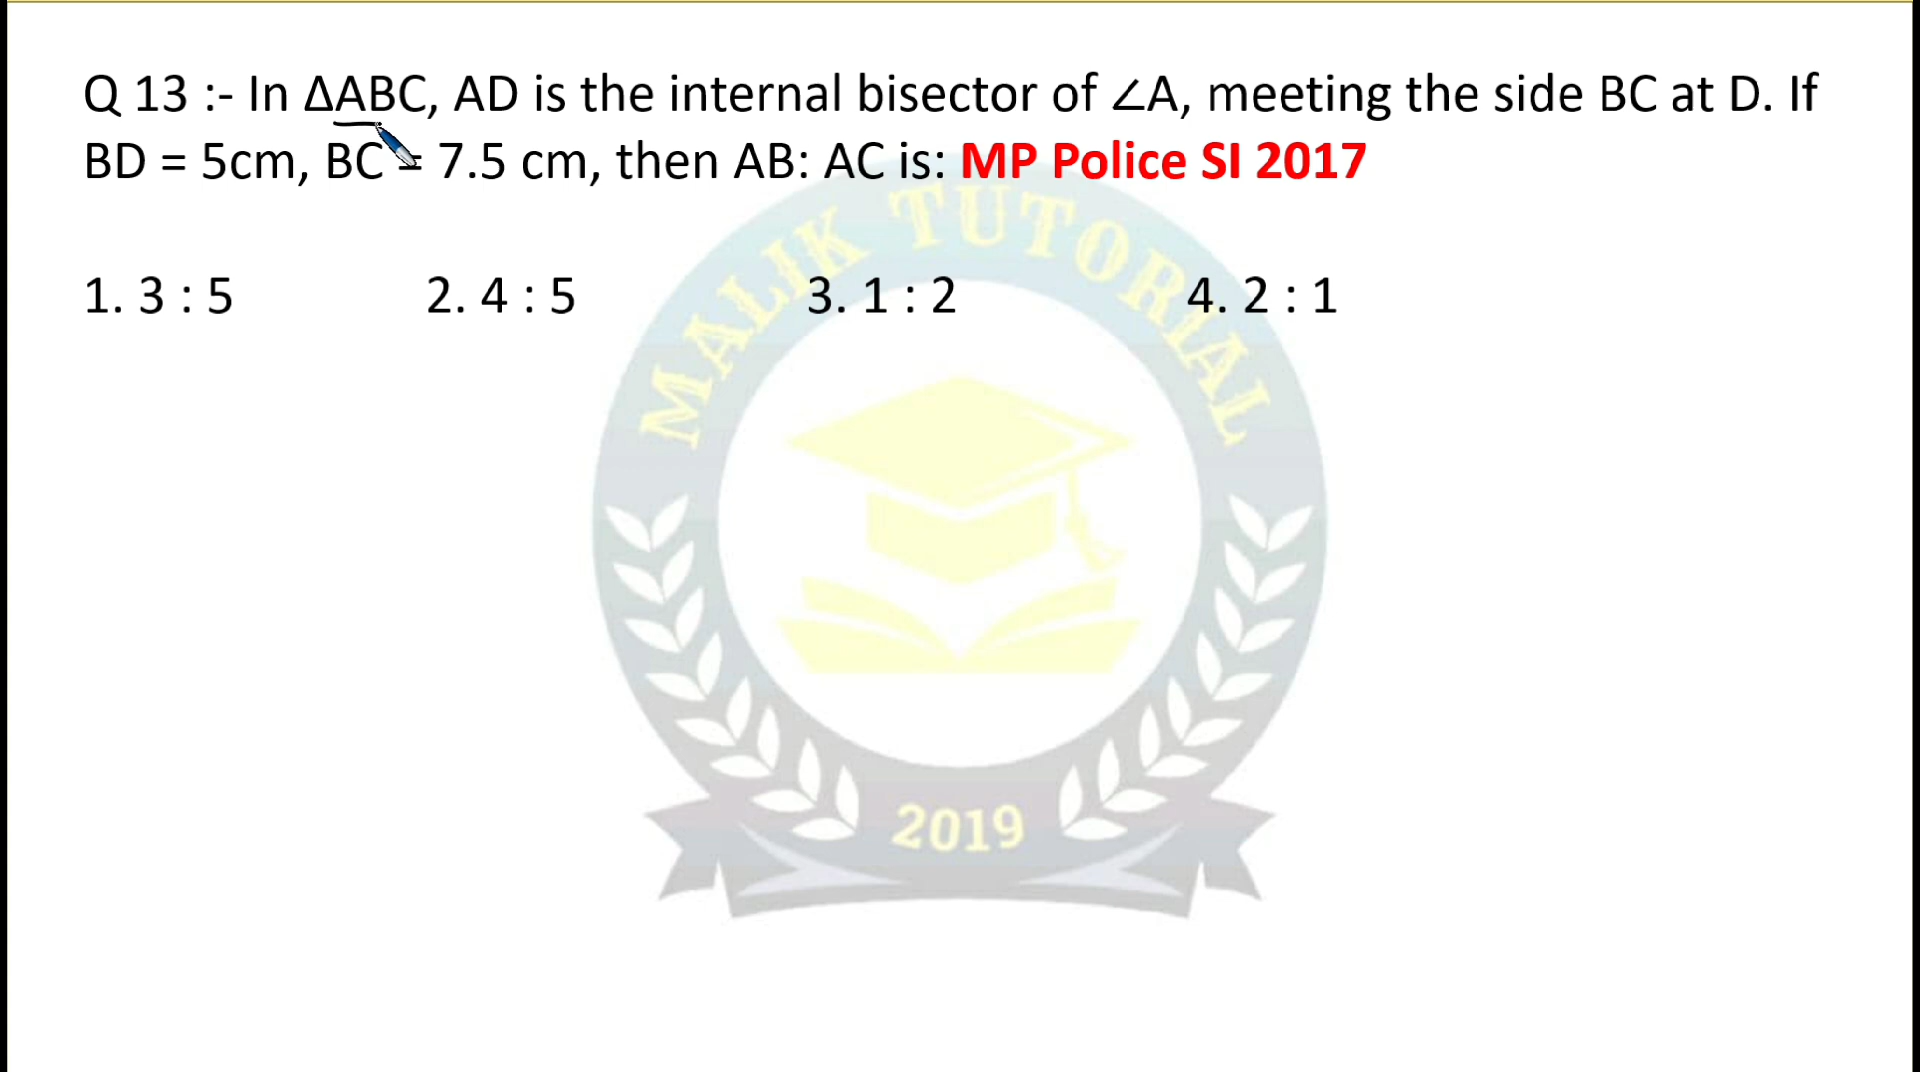 Q 13 :- In ΔABC, AD is the internal bisector of ∠A, meeting the side BC at D. If
BD = 5cm, BC = 7.5 cm, then AB: AC is: MP Police SI 2017
1. 3 : 5 2. 4 : 5 3. 1 : 2 4. 2 : 1
MALIK TUTORIAL
2019